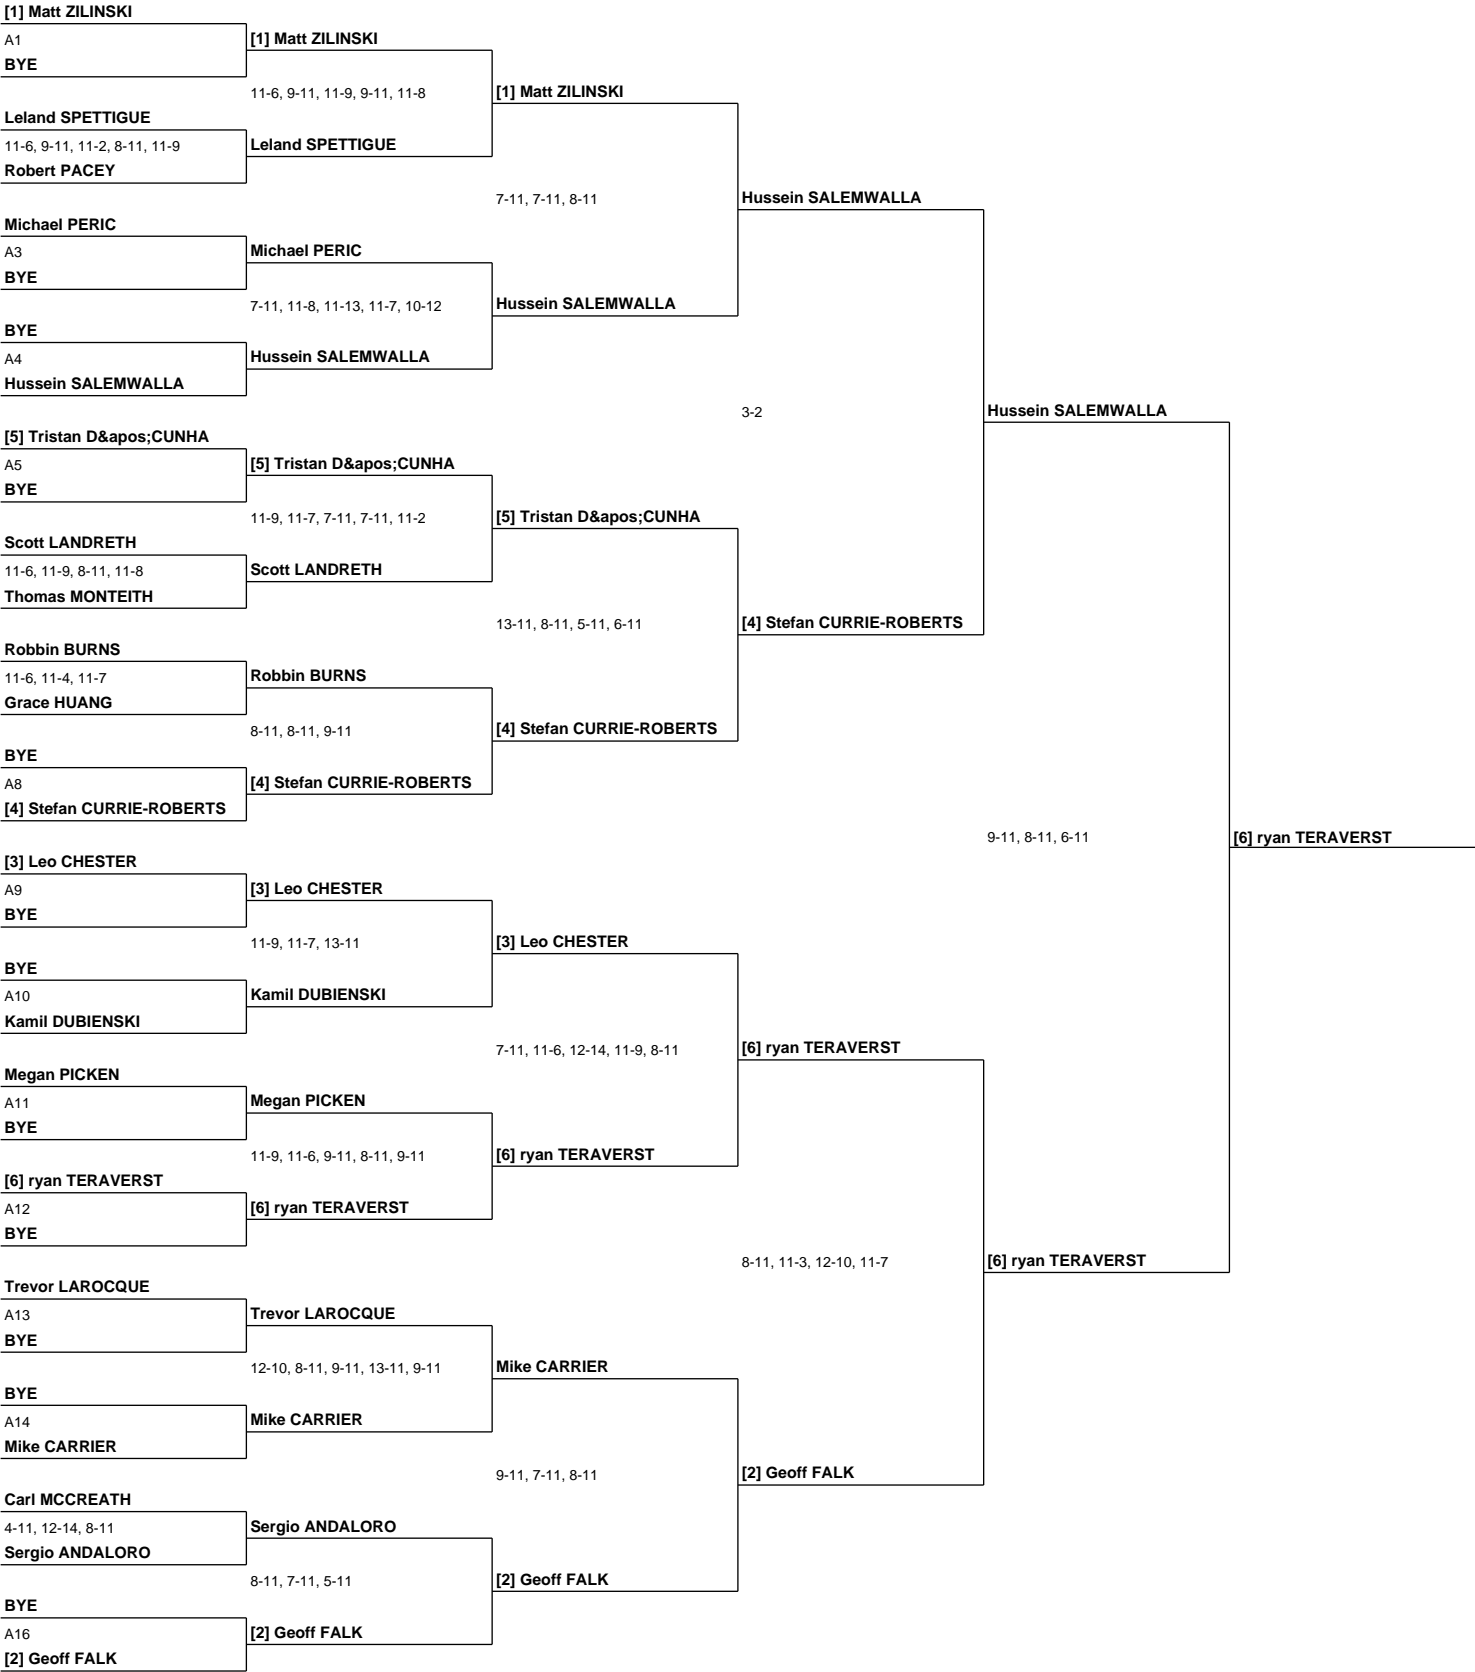 [1] Matt ZILINSKI
A1
[1] Matt ZILINSKI
BYE
11-6, 9-11, 11-9, 9-11, 11-8
[1] Matt ZILINSKI
Leland SPETTIGUE
11-6, 9-11, 11-2, 8-11, 11-9
Leland SPETTIGUE
Robert PACEY
7-11, 7-11, 8-11
Hussein SALEMWALLA
Michael PERIC
A3
Michael PERIC
BYE
7-11, 11-8, 11-13, 11-7, 10-12
Hussein SALEMWALLA
BYE
A4
Hussein SALEMWALLA
Hussein SALEMWALLA
3-2
Hussein SALEMWALLA
[5] Tristan D&apos;CUNHA
A5
[5] Tristan D&apos;CUNHA
BYE
11-9, 11-7, 7-11, 7-11, 11-2
[5] Tristan D&apos;CUNHA
Scott LANDRETH
11-6, 11-9, 8-11, 11-8
Scott LANDRETH
Thomas MONTEITH
13-11, 8-11, 5-11, 6-11
[4] Stefan CURRIE-ROBERTS
Robbin BURNS
11-6, 11-4, 11-7
Robbin BURNS
Grace HUANG
8-11, 8-11, 9-11
[4] Stefan CURRIE-ROBERTS
BYE
A8
[4] Stefan CURRIE-ROBERTS
[4] Stefan CURRIE-ROBERTS
9-11, 8-11, 6-11
[6] ryan TERAVERST
[3] Leo CHESTER
A9
[3] Leo CHESTER
BYE
11-9, 11-7, 13-11
[3] Leo CHESTER
BYE
A10
Kamil DUBIENSKI
Kamil DUBIENSKI
7-11, 11-6, 12-14, 11-9, 8-11
[6] ryan TERAVERST
Megan PICKEN
A11
Megan PICKEN
BYE
11-9, 11-6, 9-11, 8-11, 9-11
[6] ryan TERAVERST
[6] ryan TERAVERST
A12
[6] ryan TERAVERST
BYE
8-11, 11-3, 12-10, 11-7
[6] ryan TERAVERST
Trevor LAROCQUE
A13
Trevor LAROCQUE
BYE
12-10, 8-11, 9-11, 13-11, 9-11
Mike CARRIER
BYE
A14
Mike CARRIER
Mike CARRIER
9-11, 7-11, 8-11
[2] Geoff FALK
Carl MCCREATH
4-11, 12-14, 8-11
Sergio ANDALORO
Sergio ANDALORO
8-11, 7-11, 5-11
[2] Geoff FALK
BYE
A16
[2] Geoff FALK
[2] Geoff FALK